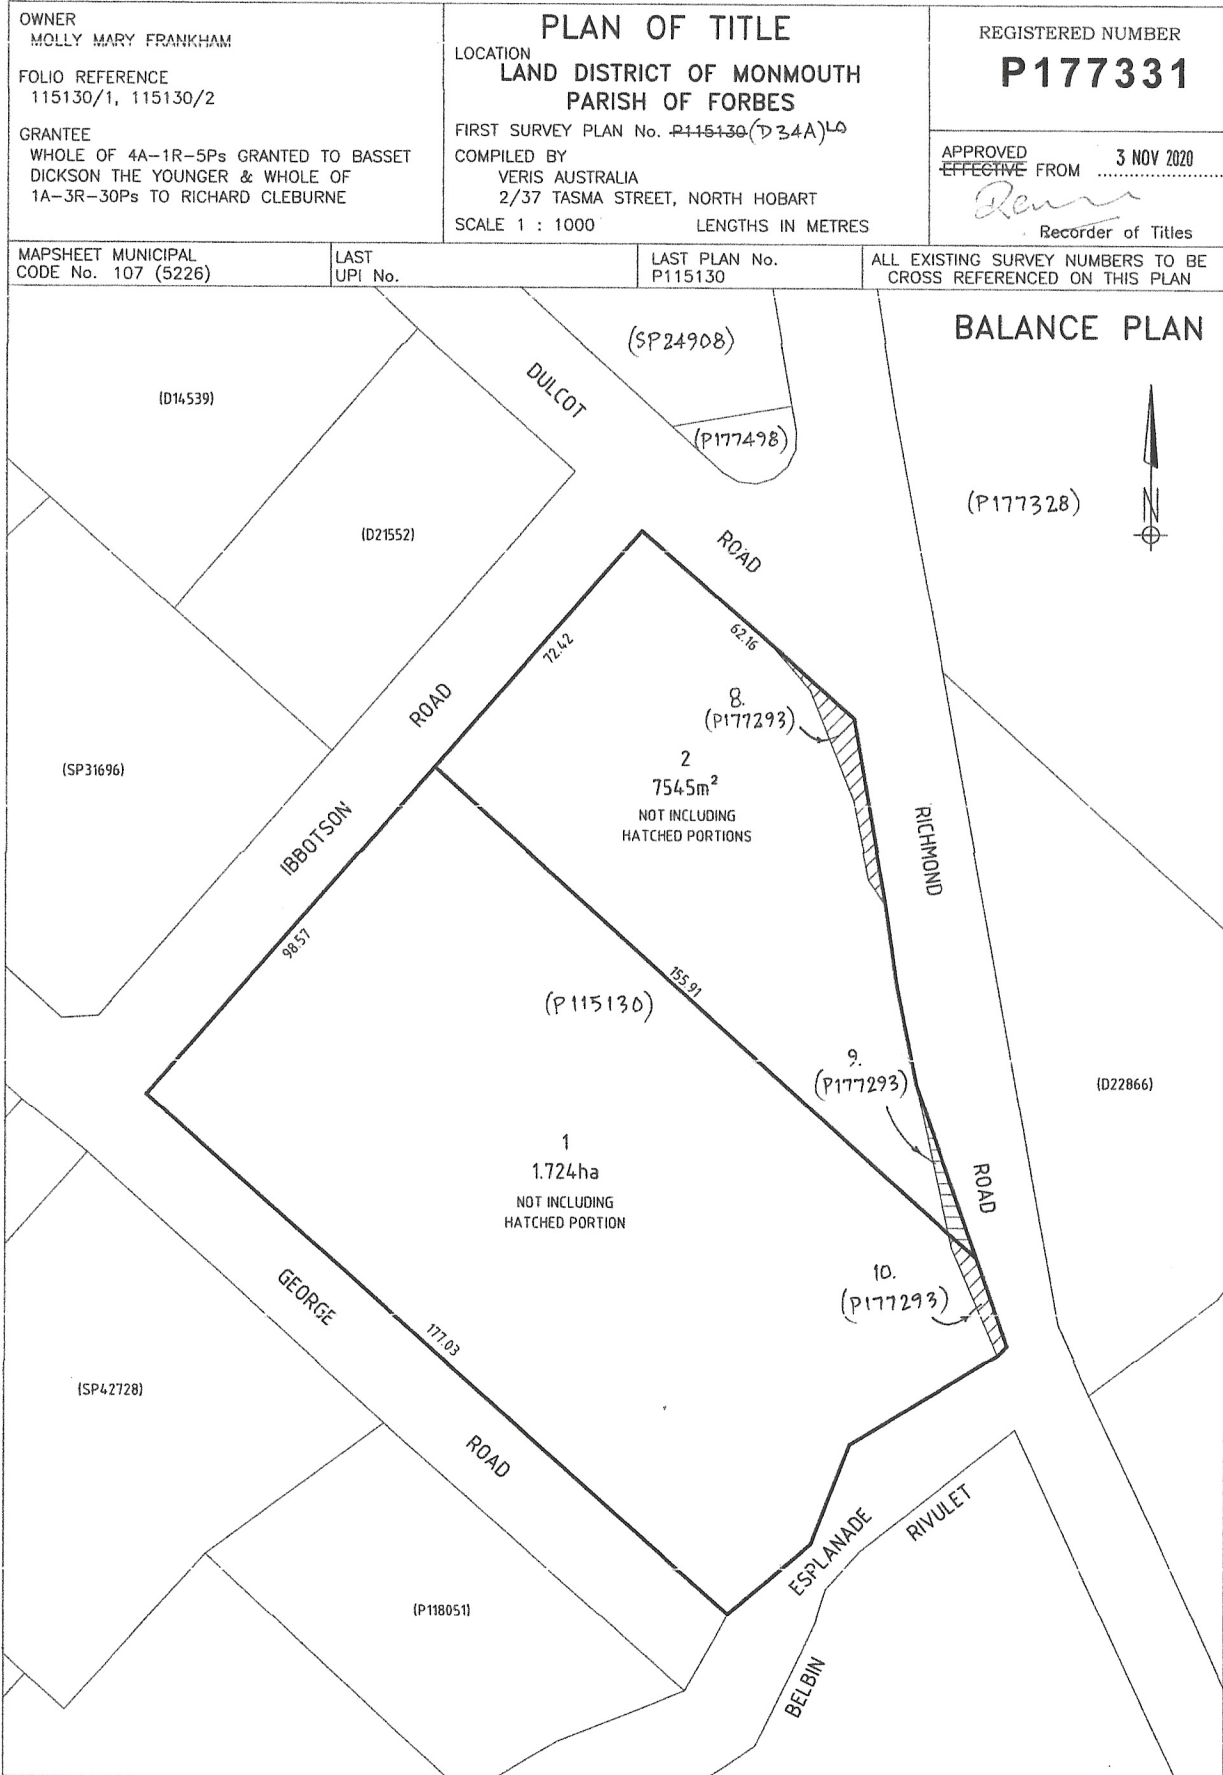 OWNER
MOLLY MARY FRANKHAM
FOLIO REFERENCE
115130/1, 115130/2
GRANTEE
WHOLE OF 4A-1R-5Ps GRANTED TO BASSET
DICKSON THE YOUNGER & WHOLE OF
1A-3R-30Ps TO RICHARD CLEBURNE
PLAN OF TITLE
LOCATION
LAND DISTRICT OF MONMOUTH
PARISH OF FORBES
FIRST SURVEY PLAN No. P115130 (D34A) LO
COMPILED BY
VERIS AUSTRALIA
2/37 TASMA STREET, NORTH HOBART
SCALE 1 : 1000 LENGTHS IN METRES
REGISTERED NUMBER
P177331
APPROVED
EFFECTIVE FROM 3 NOV 2020
Recorder of Titles
MAPSHEET MUNICIPAL
CODE No. 107 (5226)
LAST
UPI No.
LAST PLAN No.
P115130
ALL EXISTING SURVEY NUMBERS TO BE
CROSS REFERENCED ON THIS PLAN
BALANCE PLAN
(SP24908)
DULCOT
(D14539)
(P177498)
(P177328)
N
(D21552)
ROAD
62.16
72.42
8.
(P177293)
ROAD
2
7545m²
NOT INCLUDING
HATCHED PORTIONS
(SP31696)
IBBOTSON
RICHMOND
98.57
155.91
(P115130)
9.
(P177293)
(D22866)
1
1.724ha
NOT INCLUDING
HATCHED PORTION
ROAD
10.
(P177293)
GEORGE
177.03
(SP42728)
ROAD
ESPLANADE
RIVULET
(P118051)
BELBIN